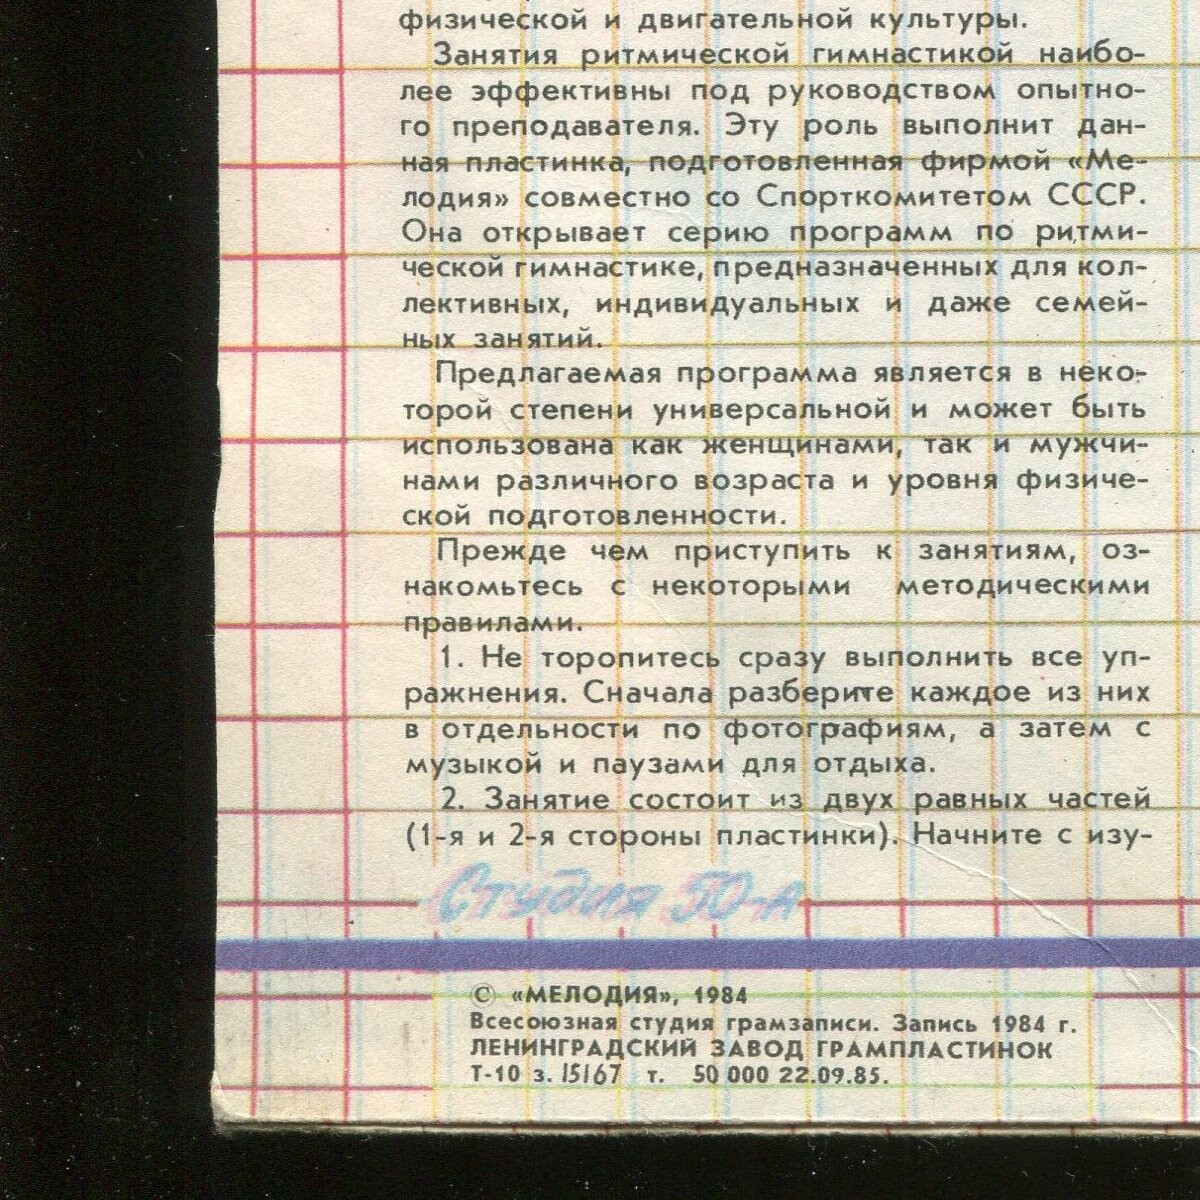 физической и двигательной культуры.
Занятия ритмической гимнастикой наибо-
лее эффективны под руководством опытно-
го преподавателя. Эту роль выполнит дан-
ная пластинка, подготовленная фирмой «Ме-
лодия» совместно со Спорткомитетом СССР.
Она открывает серию программ по ритми-
ческой гимнастике, предназначенных для кол-
лективных, индивидуальных и даже семей-
ных занятий.
Предлагаемая программа является в неко-
торой степени универсальной и может быть
использована как женщинами, так и мужчи-
нами различного возраста и уровня физиче-
ской подготовленности.
Прежде чем приступить к занятиям, оз-
накомьтесь с некоторыми методическими
правилами.
1. Не торопитесь сразу выполнить все уп-
ражнения. Сначала разберите каждое из них
в отдельности по фотографиям, а затем с
музыкой и паузами для отдыха.
2. Занятие состоит из двух равных частей
(1-я и 2-я стороны пластинки). Начните с изу-
Студия 50-А
© «МЕЛОДИЯ», 1984
Всесоюзная студия грамзаписи. Запись 1984 г.
ЛЕНИНГРАДСКИЙ ЗАВОД ГРАМПЛАСТИНОК
Т-10 з. 15167 т. 50 000 22.09.85.